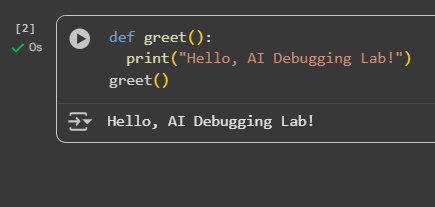 [2]
0s
def greet():
  print("Hello, AI Debugging Lab!")
greet()
Hello, AI Debugging Lab!